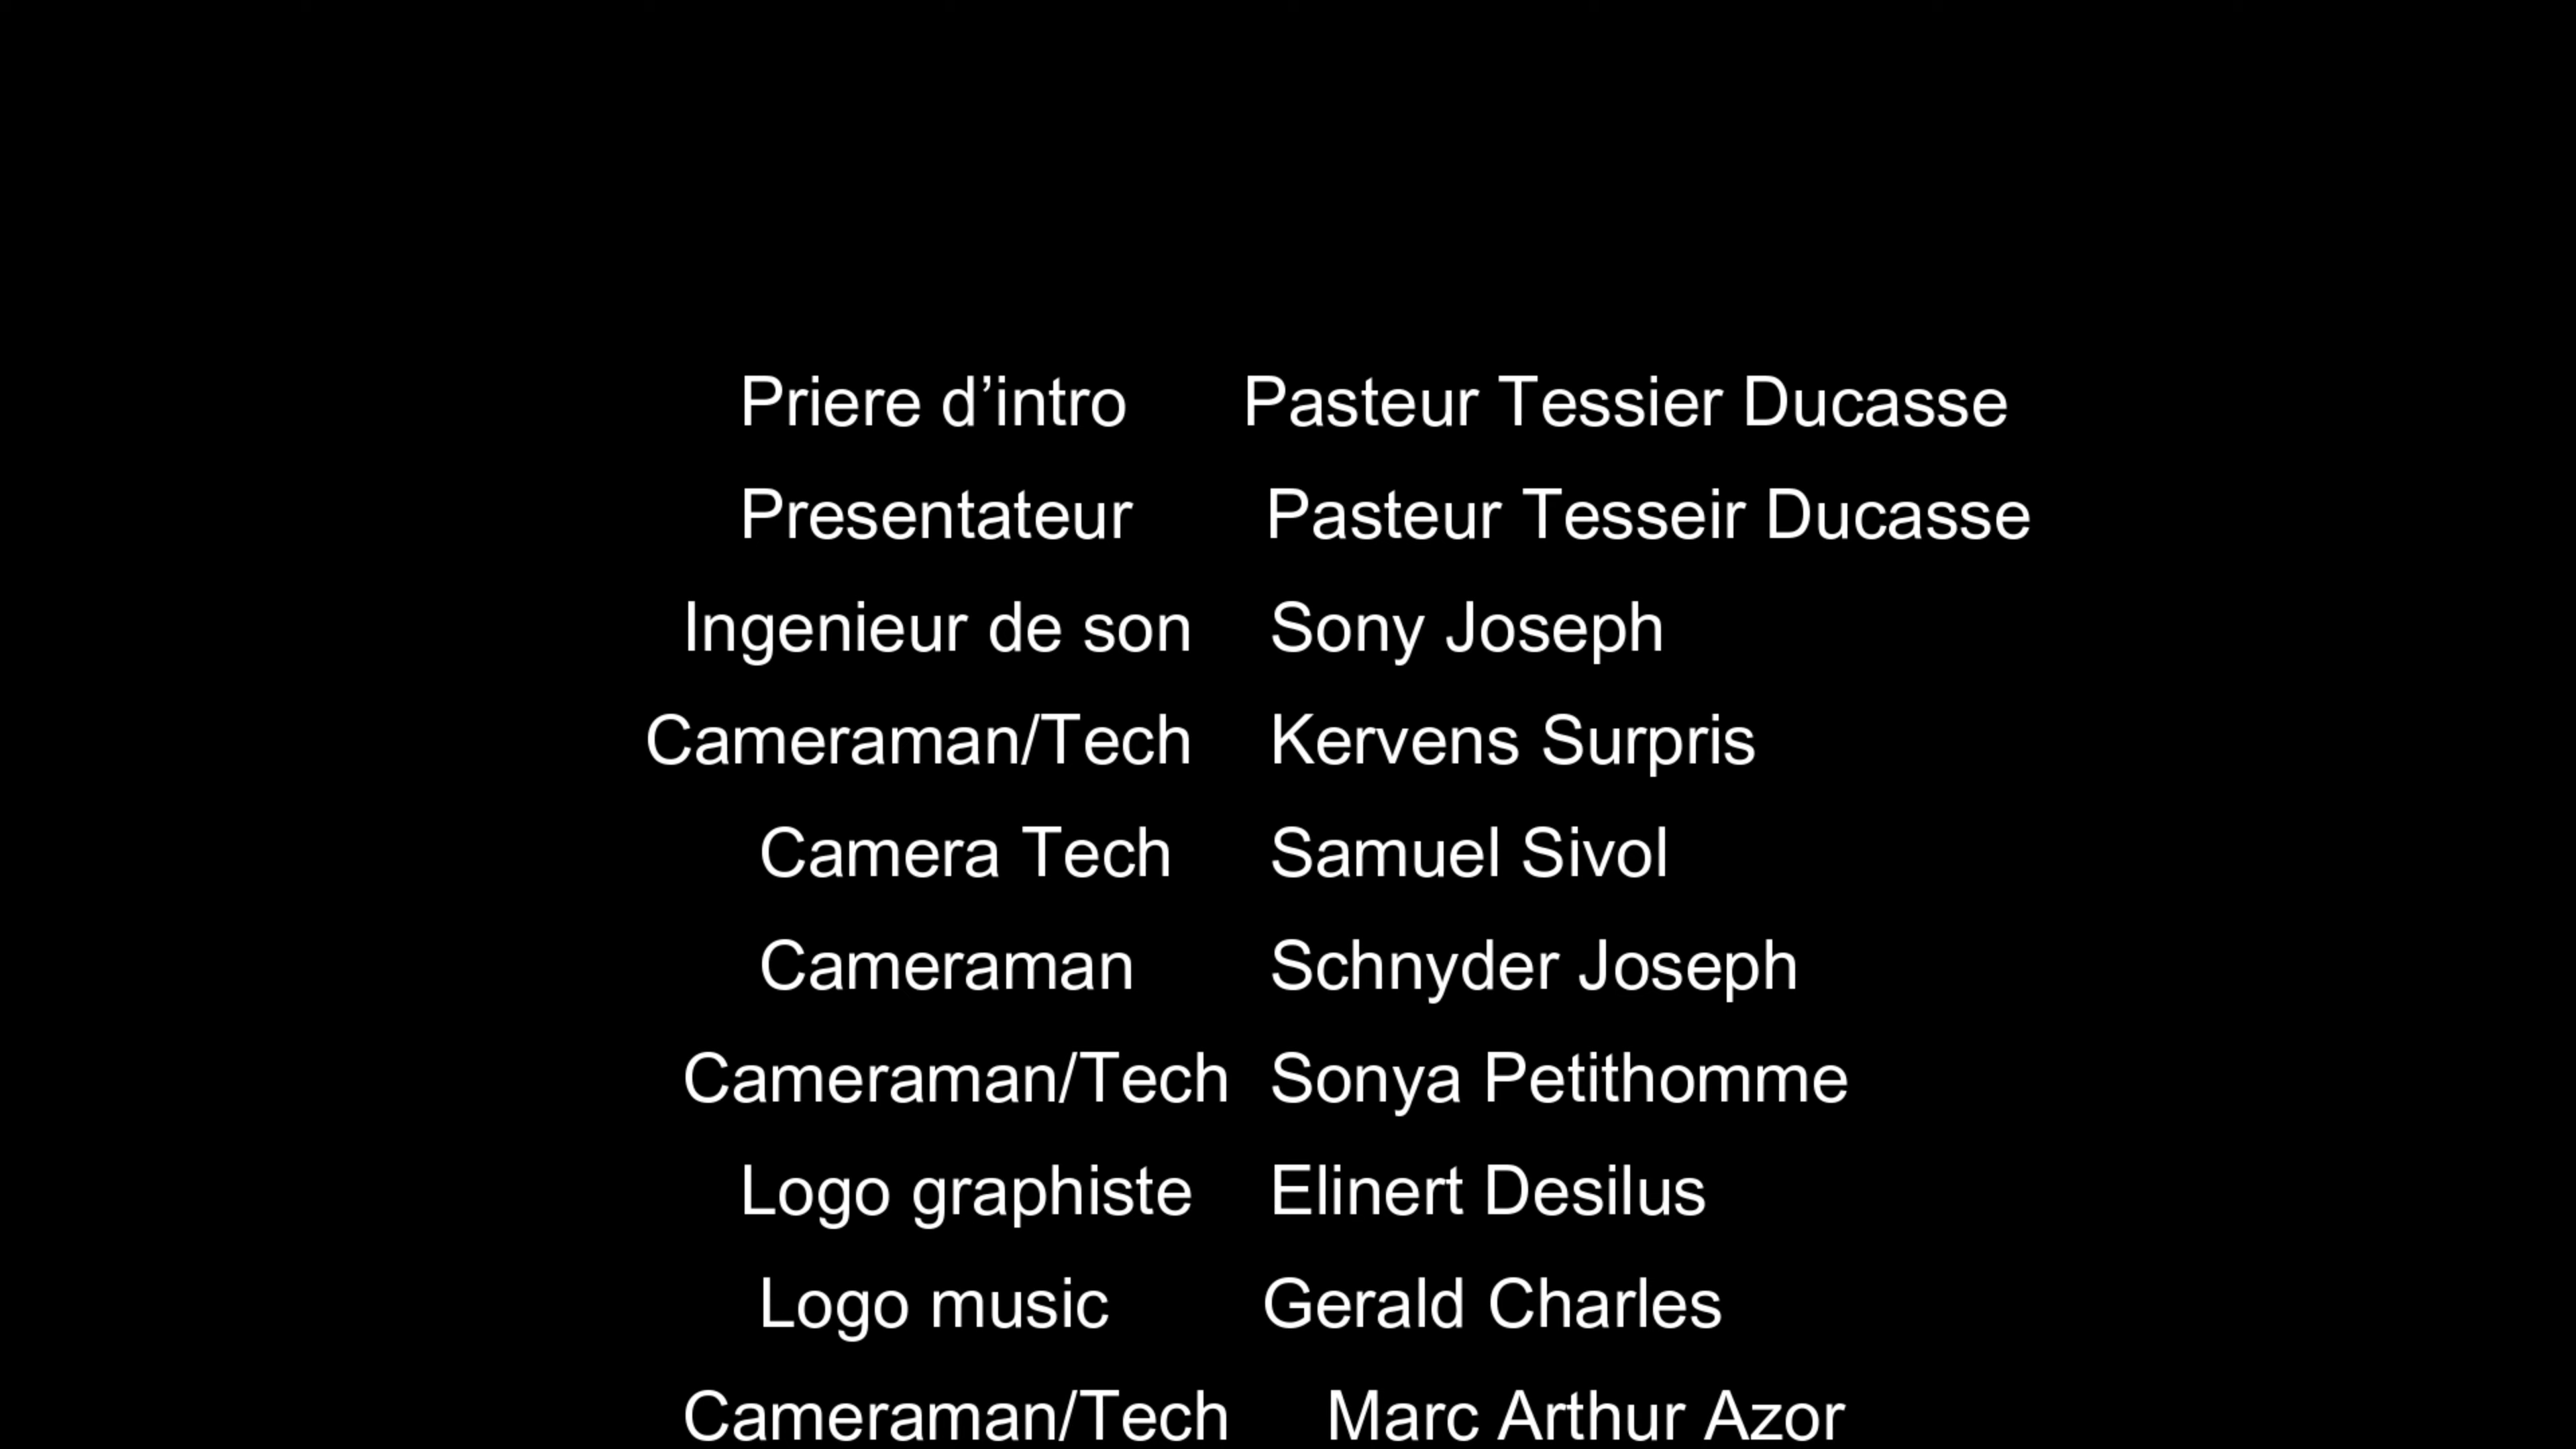 Priere d’intro Pasteur Tessier Ducasse
Presentateur Pasteur Tesseir Ducasse
Ingenieur de son Sony Joseph
Cameraman/Tech Kervens Surpris
Camera Tech Samuel Sivol
Cameraman Schnyder Joseph
Cameraman/Tech Sonya Petithomme
Logo graphiste Elinert Desilus
Logo music Gerald Charles
Cameraman/Tech Marc Arthur Azor